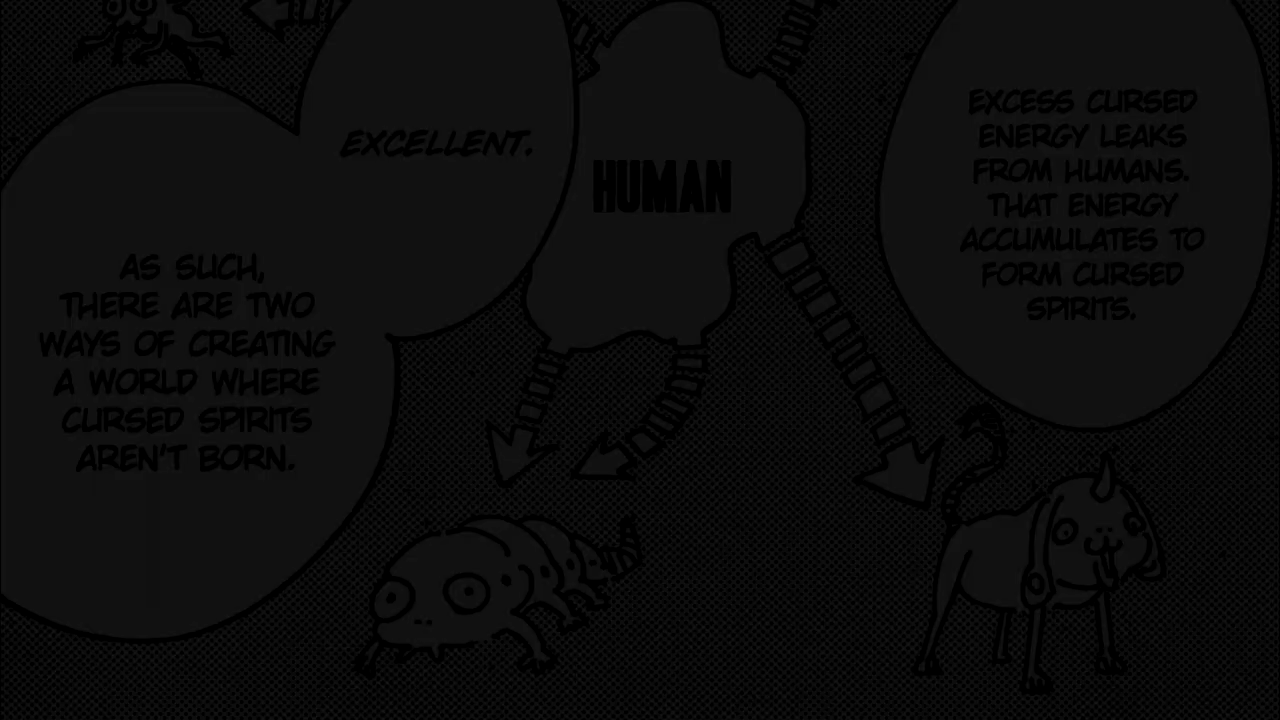 EXCESS CURSED
ENERGY LEAKS
FROM HUMANS.
THAT ENERGY
ACCUMULATES TO
FORM CURSED
SPIRITS.
HUMAN
EXCELLENT.
AS SUCH,
THERE ARE TWO
WAYS OF CREATING
A WORLD WHERE
CURSED SPIRITS
AREN'T BORN.